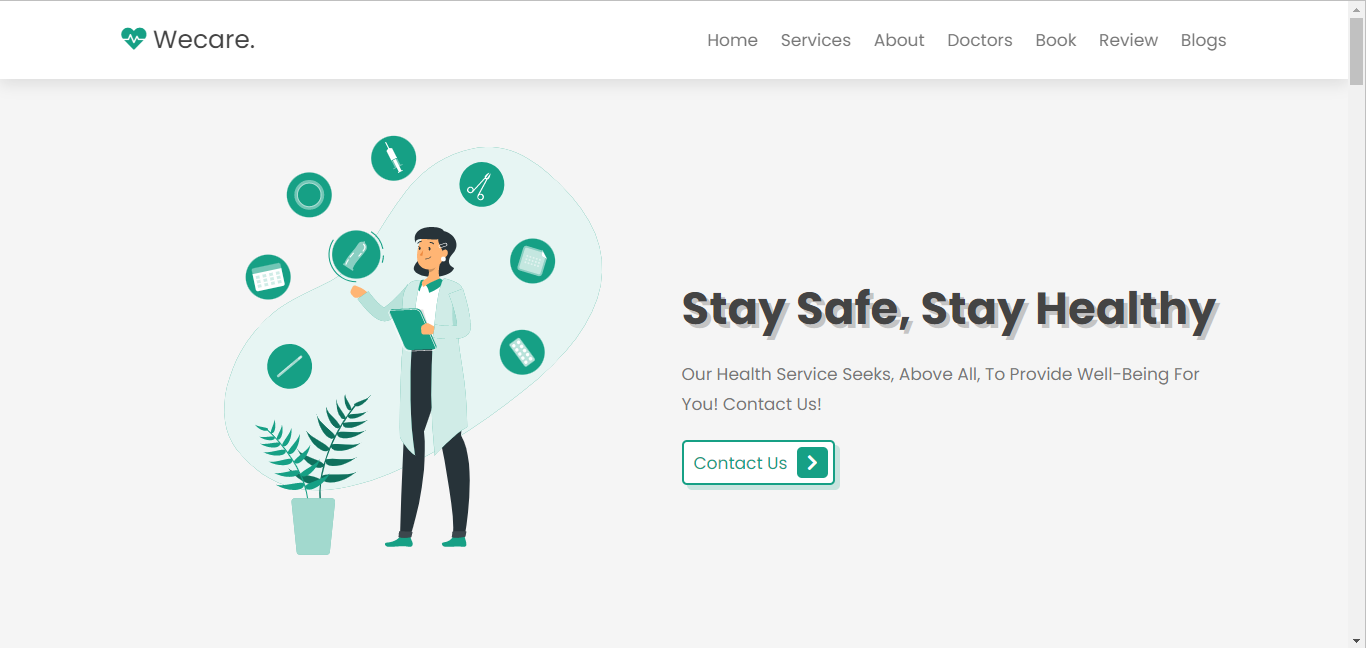 Wecare.
Home Services About Doctors Book Review Blogs
Stay Safe, Stay Healthy
Our Health Service Seeks, Above All, To Provide Well-Being For
You! Contact Us!
Contact Us